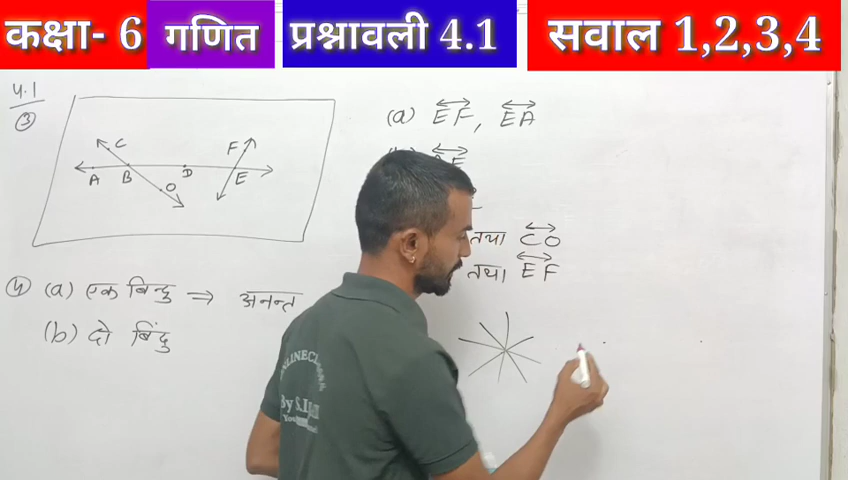 कक्षा- 6 गणित प्रश्नावली 4.1 सवाल 1,2,3,4
4.1
③
C
F
A B D E
O
(a) EF, EA
तथा CO
तथा EF
④ (a) एक बिन्दु ⇒ अनन्त
(b) दो बिंदु
By S.